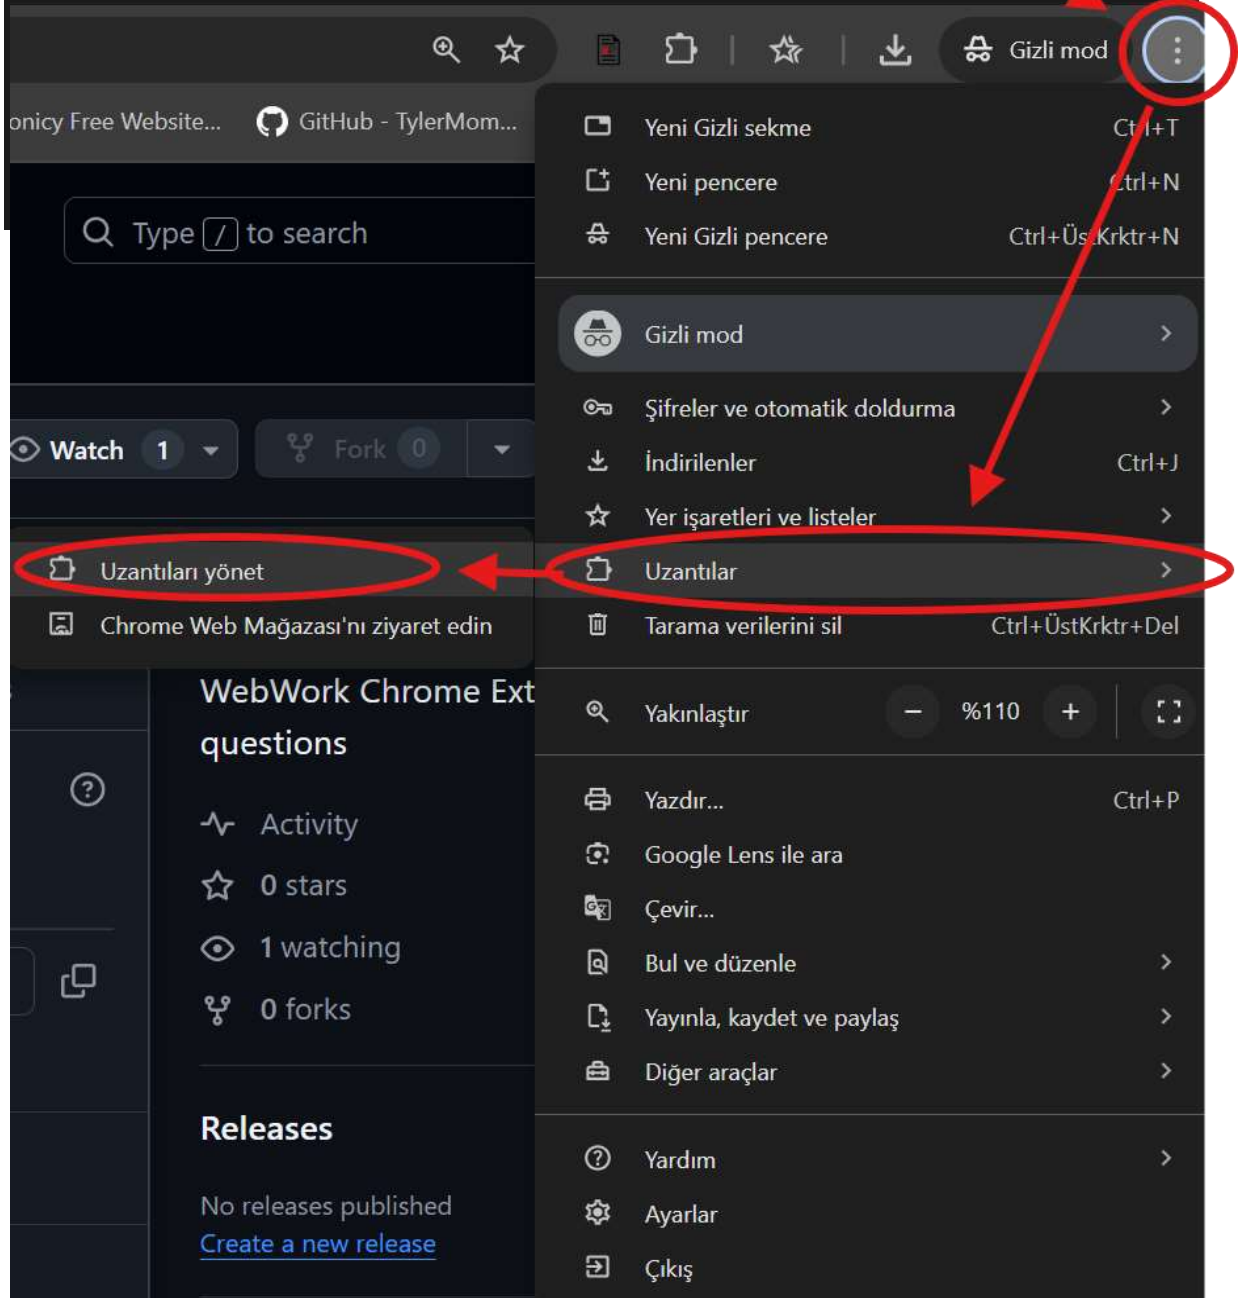 Gizli mod
onicy Free Website...
GitHub - TylerMom...
Type / to search
Watch 1
Fork 0
Yeni Gizli sekme Ctrl+T
Yeni pencere Ctrl+N
Yeni Gizli pencere Ctrl+ÜstKrktr+N
Gizli mod
Şifreler ve otomatik doldurma
İndirilenler Ctrl+J
Yer işaretleri ve listeler
Uzantılar
Tarama verilerini sil Ctrl+ÜstKrktr+Del
Yakınlaştır − %110 +
Yazdır... Ctrl+P
Google Lens ile ara
Çevir...
Bul ve düzenle
Yayınla, kaydet ve paylaş
Diğer araçlar
Yardım
Ayarlar
Çıkış
Uzantıları yönet
Chrome Web Mağazası'nı ziyaret edin
WebWork Chrome Ext
questions
Activity
0 stars
1 watching
0 forks
Releases
No releases published
Create a new release